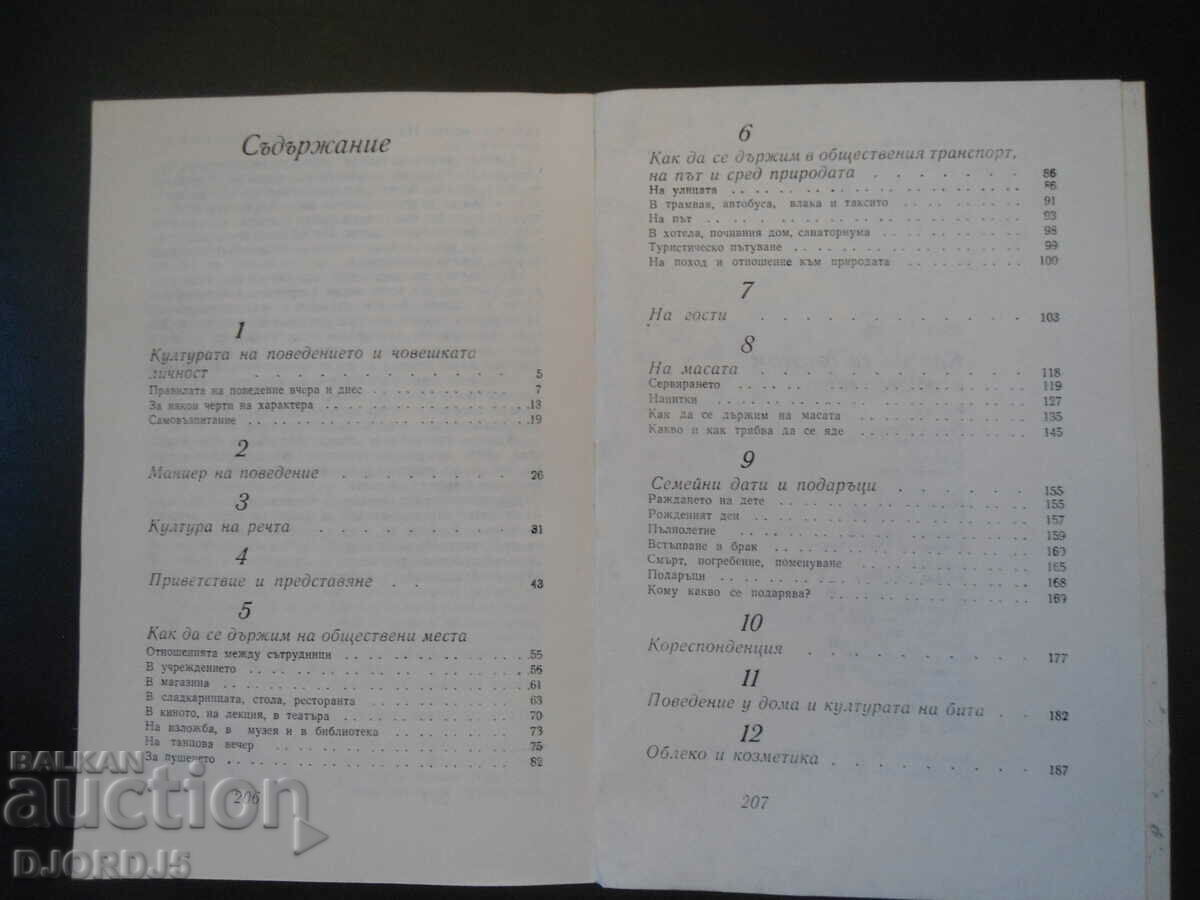 Съдържание
1
Културата на поведението и човешката
личност . . . . . . . . . . . 5
Правилата на поведение вчера и днес . . . . . . . . . . 7
За някои черти на характера . . . . . . . . . . 13
Самовъзпитание . . . . . . . . . . 19
2
Маниер на поведение . . . . . . . 26
3
Култура на речта . . . . . . . . 31
4
Приветствие и представяне . . 43
5
Как да се държим на обществени места
Отношенията между сътрудници . . . . . . . . . . 55
В учреждението . . . . . . . . . . 56
В магазина . . . . . . . . . . 61
В сладкарницата, стола, ресторанта . . . . . . . . . . 63
В киното, на лекция, в театъра . . . . . . . . . . 70
На изложба, в музея и в библиотека . . . . . . . . . . 73
На танцова вечер . . . . . . . . . . 75
За пушенето . . . . . . . . . . 82
206
6
Как да се държим в обществения транспорт,
на път и сред природата . . . . . . 86
На улицата . . . . . . . . . . 86
В трамвая, автобуса, влака и таксито . . . . . . . . . . 91
На път . . . . . . . . . . 93
В хотела, почивния дом, санаториума . . . . . . . . . . 98
Туристическо пътуване . . . . . . . . . . 99
На поход и отношение към природата . . . . . . . . . . 100
7
На гости . . . . . . . . . . 103
8
На масата . . . . . . . . . . 118
Сервирането . . . . . . . . . . 119
Напитки . . . . . . . . . . 127
Как да се държим на масата . . . . . . . . . . 135
Какво и как трябва да се яде . . . . . . . . . . 145
9
Семейни дати и подаръци . . . . . 155
Раждането на дете . . . . . . . . . . 155
Рожденият ден . . . . . . . . . . 157
Пълнолетие . . . . . . . . . . 159
Встъпване в брак . . . . . . . . . . 160
Смърт, погребение, поменуване . . . . . . . . . . 165
Подаръци . . . . . . . . . . 168
Кому какво се подарява? . . . . . . . . . . 169
10
Кореспонденция . . . . . . . . 177
11
Поведение у дома и културата на бита . . 182
12
Облекло и козметика . . . . . . . 187
207
BALKAN
auction
DJORDJ5